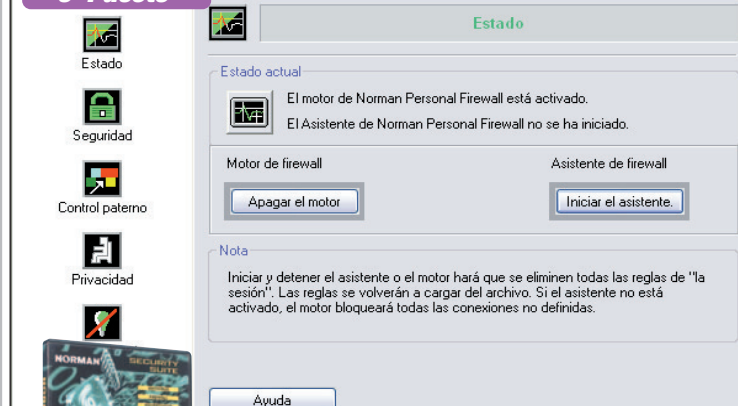 Estado
Estado
Estado actual
El motor de Norman Personal Firewall está activado.
El Asistente de Norman Personal Firewall no se ha iniciado.
Seguridad
Motor de firewall
Asistente de firewall
Apagar el motor
Iniciar el asistente.
Control paterno
Nota
Iniciar y detener el asistente o el motor hará que se eliminen todas las reglas de "la
sesión". Las reglas se volverán a cargar del archivo. Si el asistente no está
activado, el motor bloqueará todas las conexiones no definidas.
Privacidad
NORMAN
SECURITY
SUITE
Ayuda